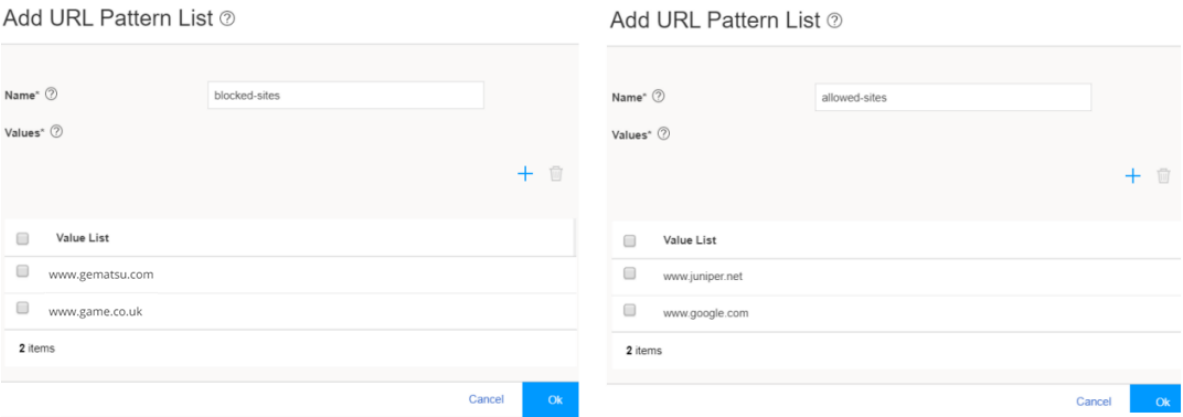 Add URL Pattern List ?
Name* ?
blocked-sites
Values* ?
Value List
www.gematsu.com
www.game.co.uk
2 items
Cancel
Ok
Add URL Pattern List ?
Name* ?
allowed-sites
Values* ?
Value List
www.juniper.net
www.google.com
2 items
Cancel
Ok